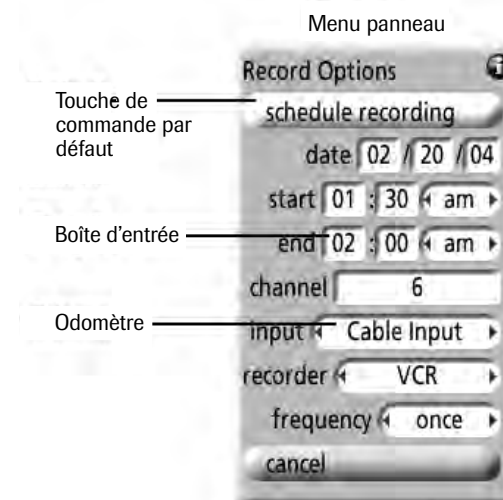 Menu panneau
Record Options
Touche de
commande par
défaut
schedule recording
date 02 / 20 / 04
start 01 : 30 am
Boîte d'entrée
end 02 : 00 am
channel 6
Odomètre
input Cable Input
recorder VCR
frequency once
cancel